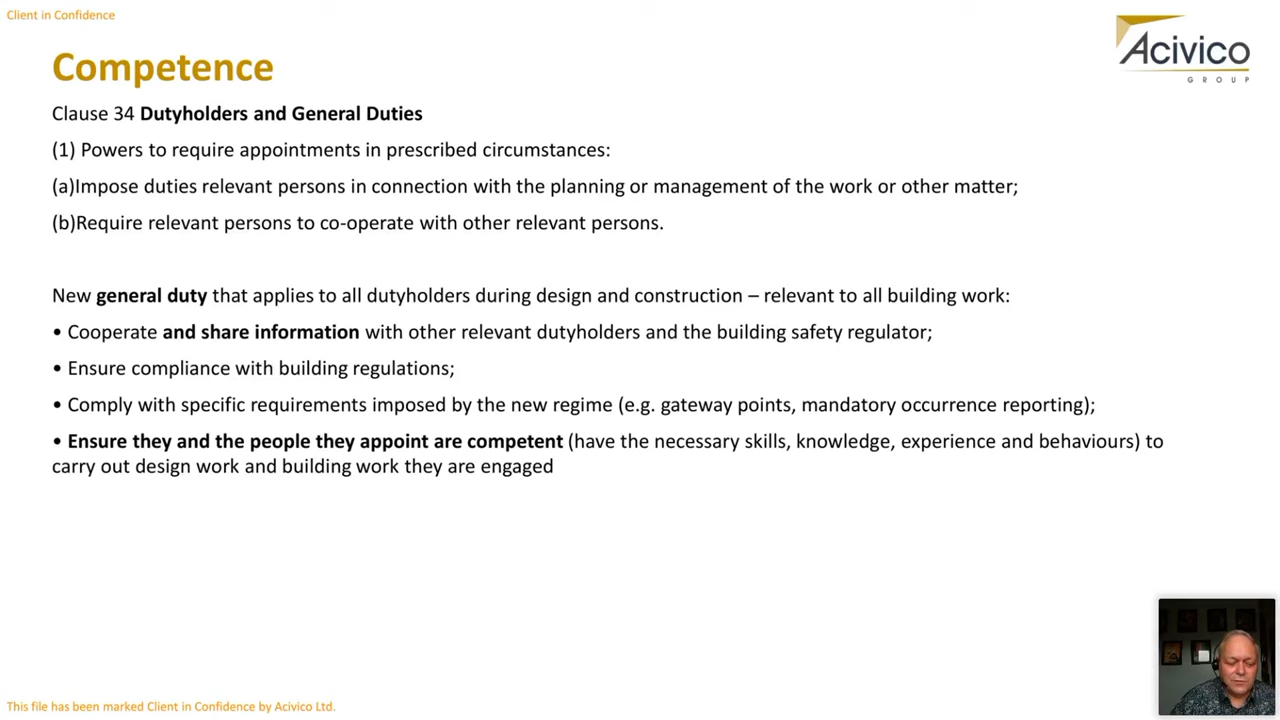 Client in Confidence
Acivico
GROUP
Competence
Clause 34 Dutyholders and General Duties
(1) Powers to require appointments in prescribed circumstances:
(a)Impose duties relevant persons in connection with the planning or management of the work or other matter;
(b)Require relevant persons to co-operate with other relevant persons.
New general duty that applies to all dutyholders during design and construction – relevant to all building work:
• Cooperate and share information with other relevant dutyholders and the building safety regulator;
• Ensure compliance with building regulations;
• Comply with specific requirements imposed by the new regime (e.g. gateway points, mandatory occurrence reporting);
• Ensure they and the people they appoint are competent (have the necessary skills, knowledge, experience and behaviours) to
carry out design work and building work they are engaged
This file has been marked Client in Confidence by Acivico Ltd.